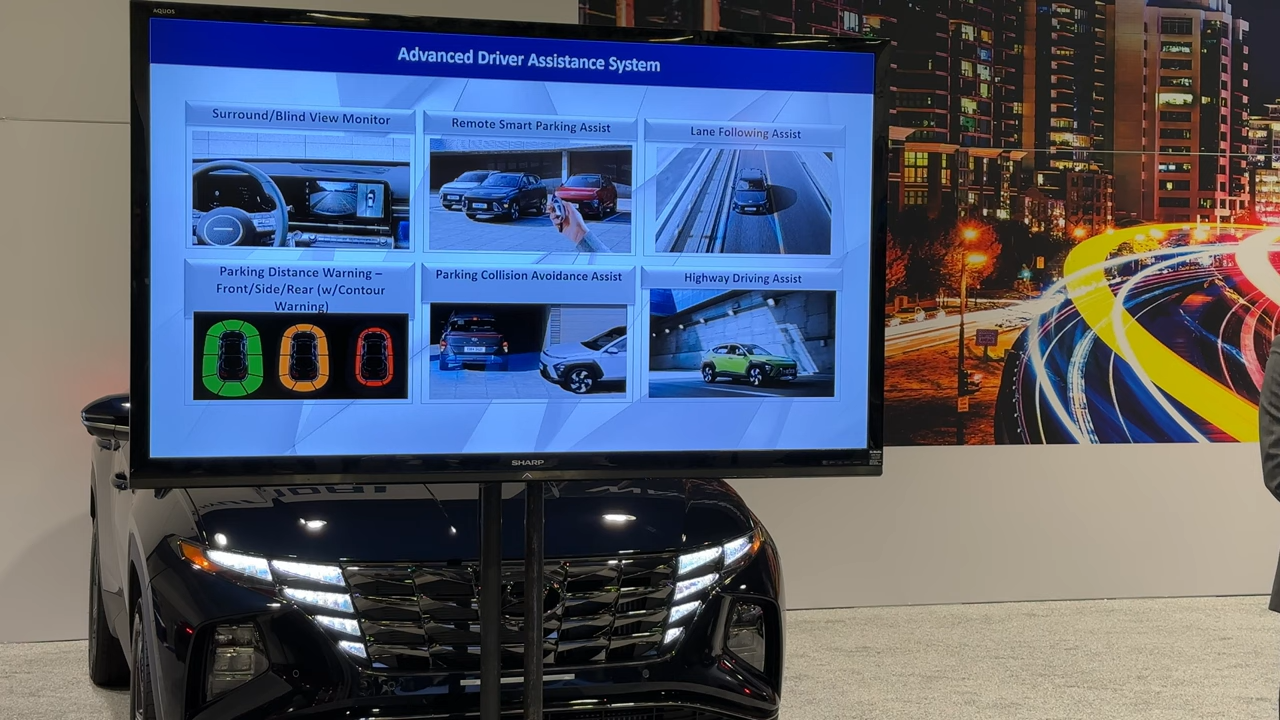 AQUOS
Advanced Driver Assistance System
Surround/Blind View Monitor
Remote Smart Parking Assist
Lane Following Assist
Parking Distance Warning –
Front/Side/Rear (w/Contour
Warning)
Parking Collision Avoidance Assist
Highway Driving Assist
SHARP